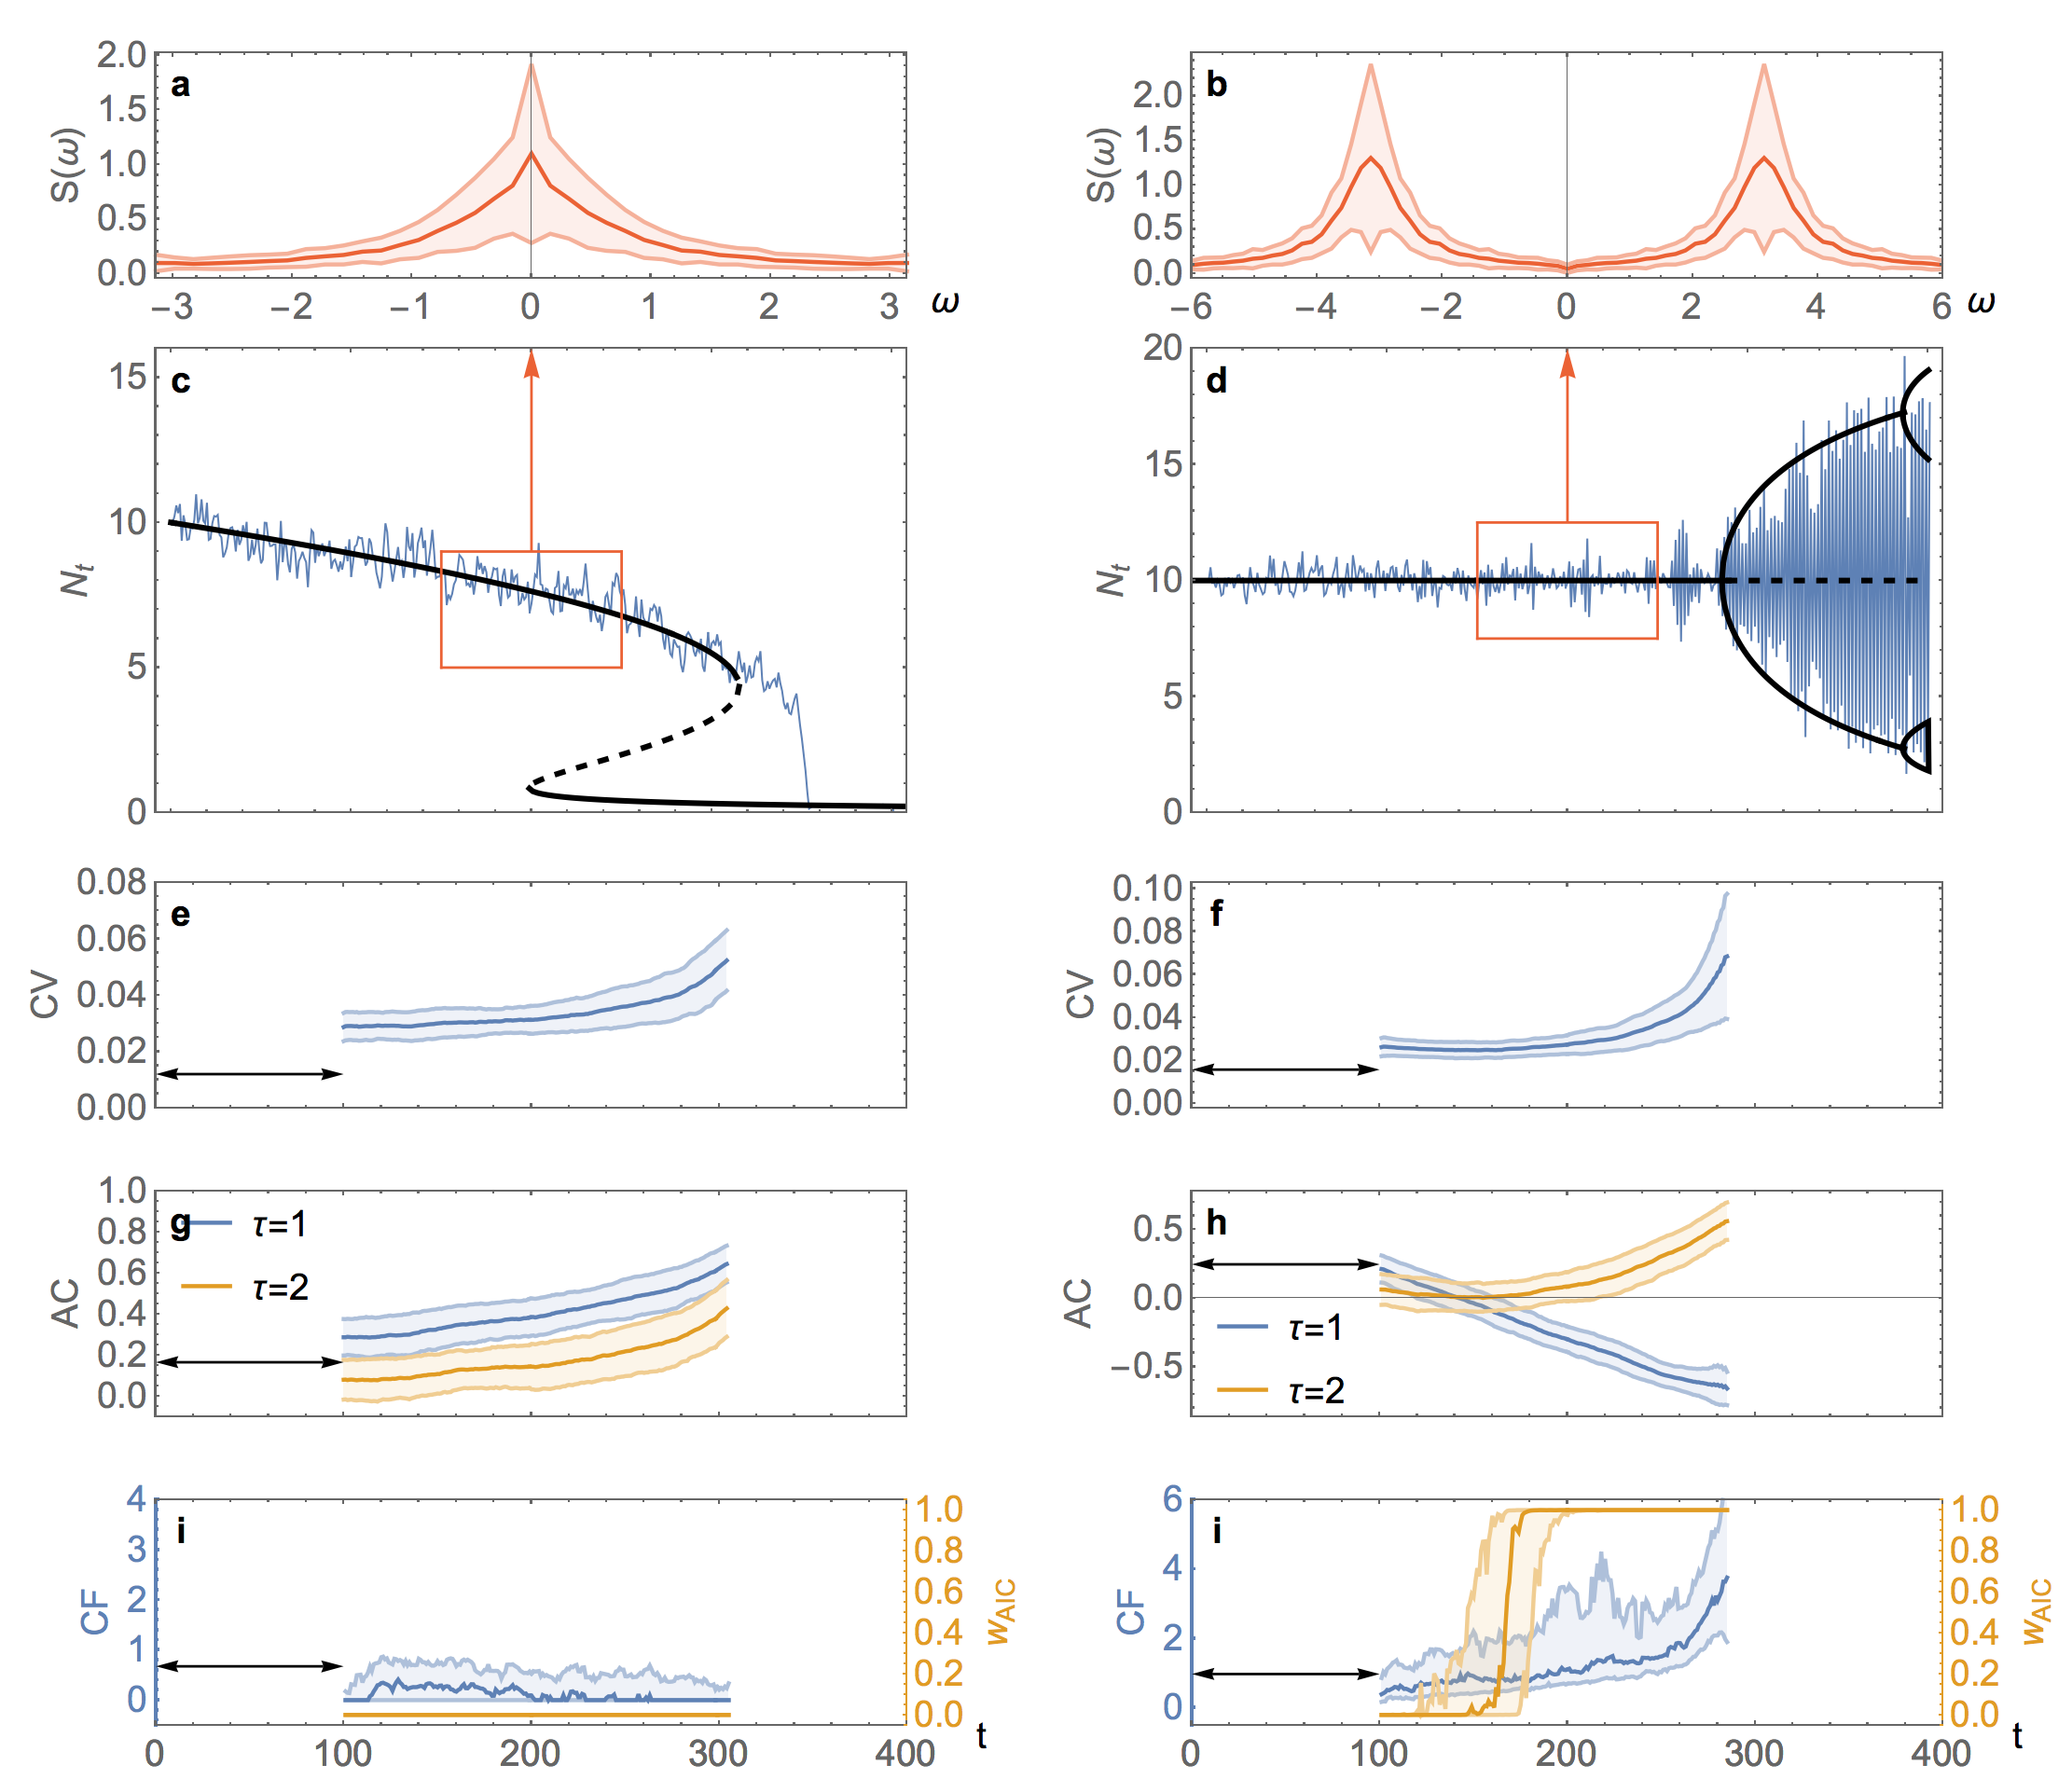 a
S(ω)
2.0
1.5
1.0
0.5
0.0
−3 −2 −1 0 1 2 3 ω
b
S(ω)
2.0
1.5
1.0
0.5
0.0
−6 −4 −2 0 2 4 6 ω
c
Nt
15
10
5
0
d
Nt
20
15
10
5
0
e
CV
0.08
0.06
0.04
0.02
0.00
f
CV
0.10
0.08
0.06
0.04
0.02
0.00
g
AC
1.0
0.8
0.6
0.4
0.2
0.0
τ=1
τ=2
h
AC
0.5
0.0
−0.5
τ=1
τ=2
i
CF
4
3
2
1
0
wAIC
1.0
0.8
0.6
0.4
0.2
0.0
0 100 200 300 400 t
i
CF
6
4
2
0
wAIC
1.0
0.8
0.6
0.4
0.2
0.0
0 100 200 300 400 t